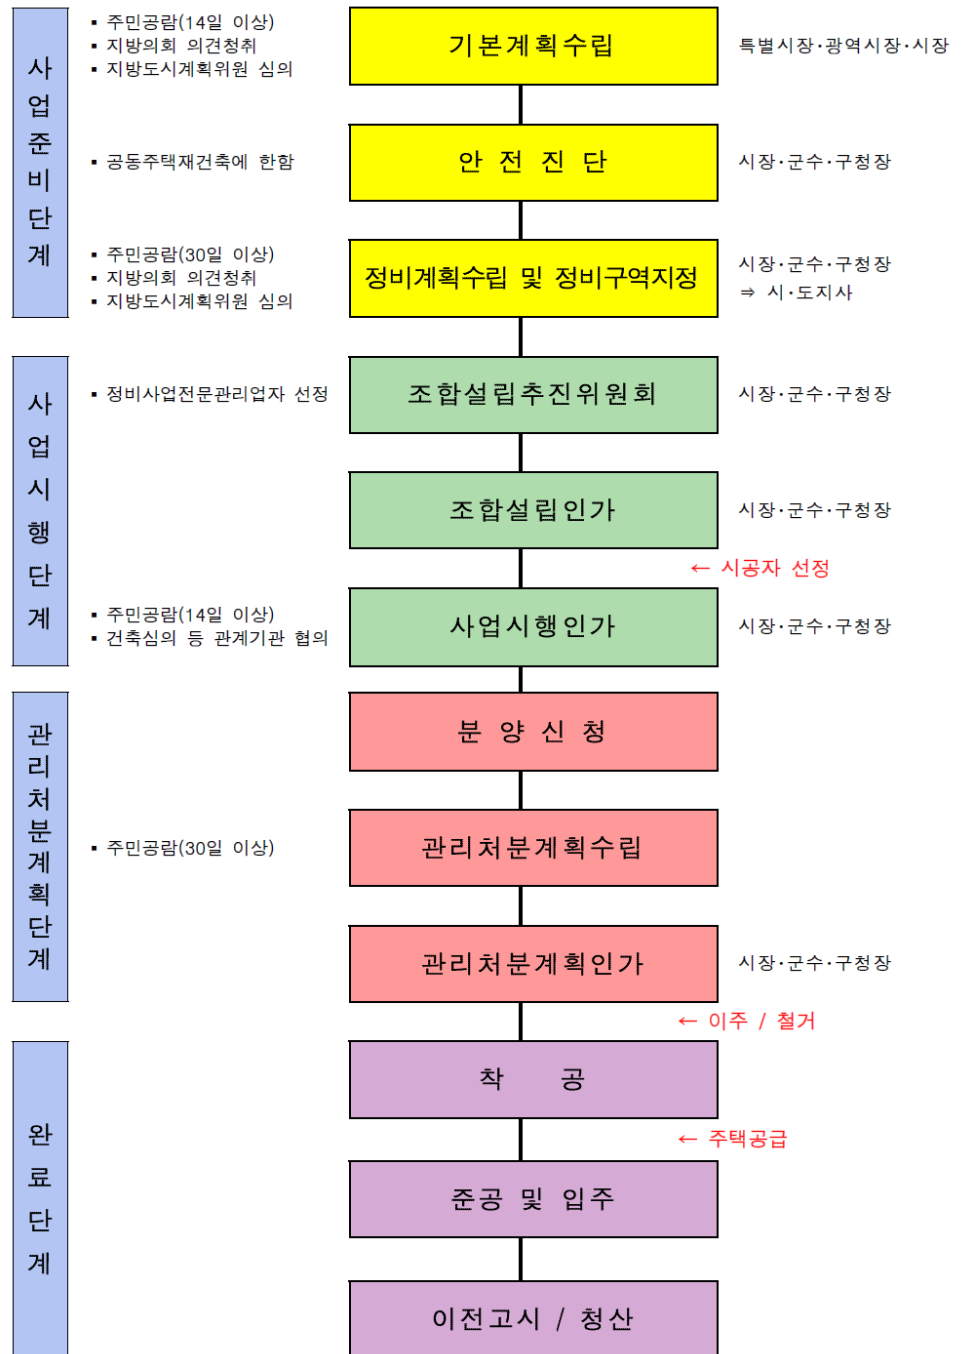 사업준비단계
▪ 주민공람(14일 이상)
▪ 지방의회 의견청취
▪ 지방도시계획위원 심의
기본계획수립
특별시장·광역시장·시장
▪ 공동주택재건축에 한함
안 전 진 단
시장·군수·구청장
▪ 주민공람(30일 이상)
▪ 지방의회 의견청취
▪ 지방도시계획위원 심의
정비계획수립 및 정비구역지정
시장·군수·구청장
⇒ 시·도지사
사업시행단계
▪ 정비사업전문관리업자 선정
조합설립추진위원회
시장·군수·구청장
조합설립인가
시장·군수·구청장
← 시공자 선정
▪ 주민공람(14일 이상)
▪ 건축심의 등 관계기관 협의
사업시행인가
시장·군수·구청장
관리처분계획단계
분 양 신 청
▪ 주민공람(30일 이상)
관리처분계획수립
관리처분계획인가
시장·군수·구청장
← 이주 / 철거
완료단계
착 공
← 주택공급
준공 및 입주
이전고시 / 청산